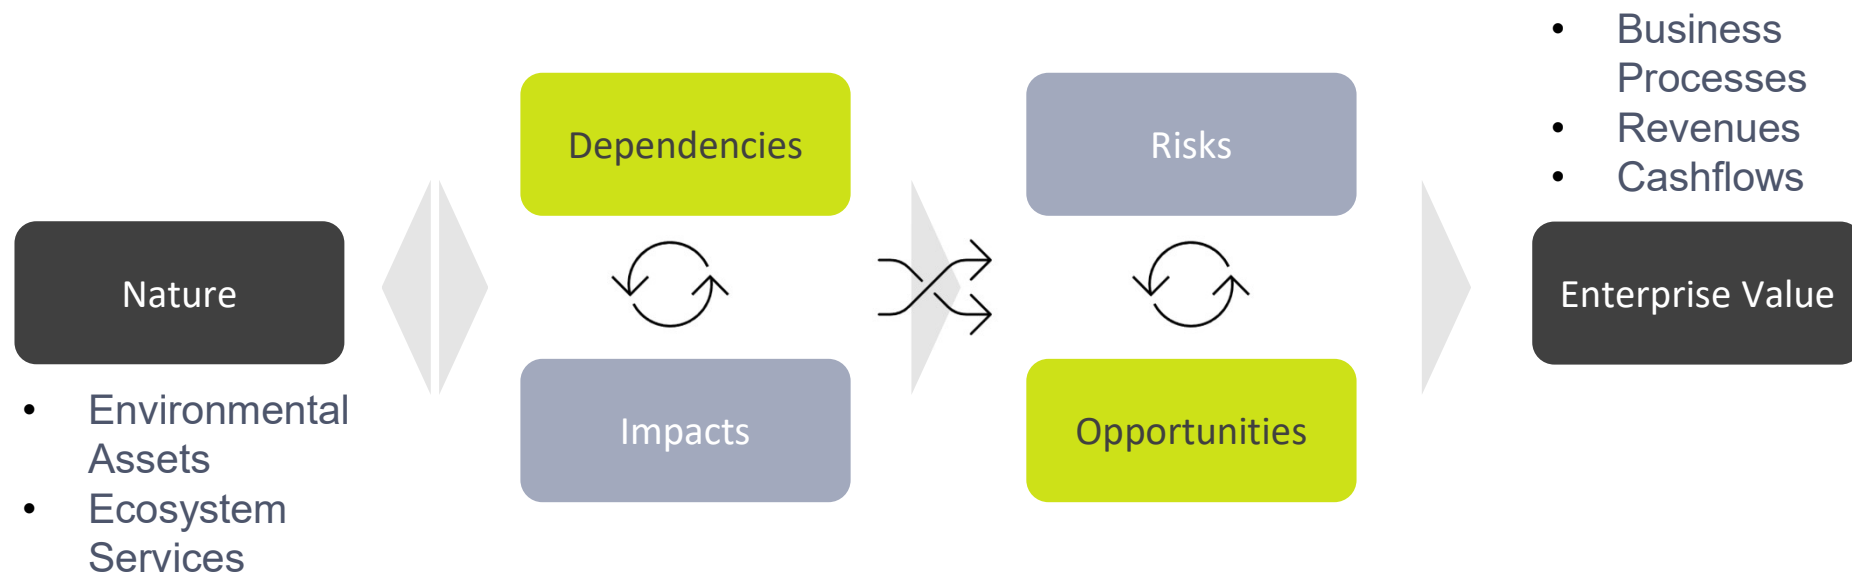 Nature
• Environmental
Assets
• Ecosystem
Services
Dependencies
Impacts
Risks
Opportunities
• Business
Processes
• Revenues
• Cashflows
Enterprise Value